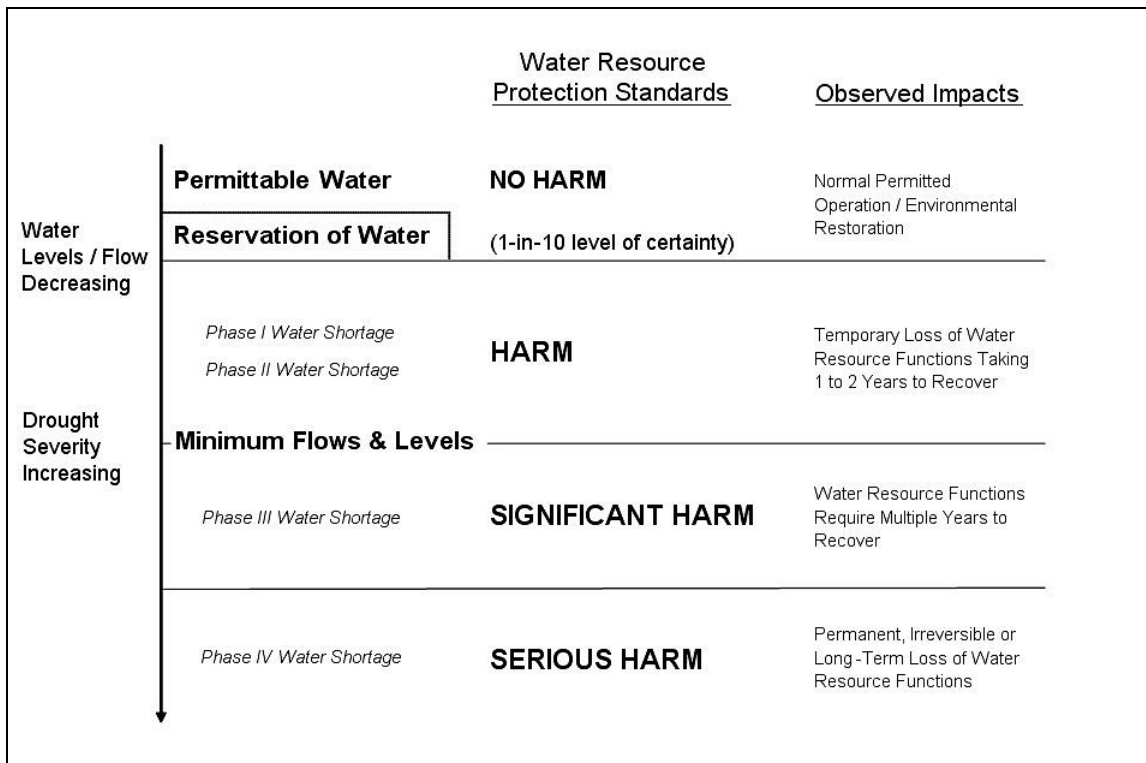 Water Resource
Protection Standards
Observed Impacts
Permittable Water
NO HARM
Normal Permitted
Operation / Environmental
Restoration
Water
Levels / Flow
Decreasing
Reservation of Water
(1-in-10 level of certainty)
Phase I Water Shortage
Phase II Water Shortage
HARM
Temporary Loss of Water
Resource Functions Taking
1 to 2 Years to Recover
Drought
Severity
Increasing
Minimum Flows & Levels
Phase III Water Shortage
SIGNIFICANT HARM
Water Resource Functions
Require Multiple Years to
Recover
Phase IV Water Shortage
SERIOUS HARM
Permanent, Irreversible or
Long-Term Loss of Water
Resource Functions